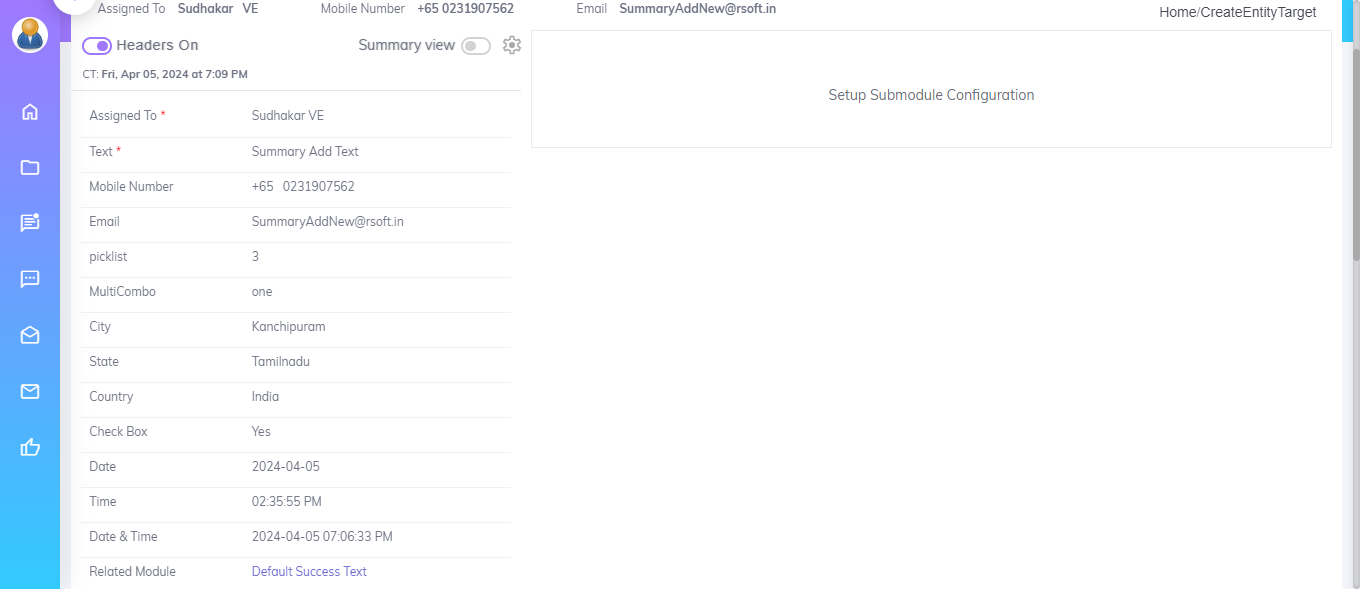 Assigned To Sudhakar VE Mobile Number +65 0231907562 Email SummaryAddNew@rsoft.in
Home/CreateEntityTarget
Headers On Summary view
CT: Fri, Apr 05, 2024 at 7:09 PM
Setup Submodule Configuration
Assigned To * Sudhakar VE
Text * Summary Add Text
Mobile Number +65 0231907562
Email SummaryAddNew@rsoft.in
picklist 3
MultiCombo one
City Kanchipuram
State Tamilnadu
Country India
Check Box Yes
Date 2024-04-05
Time 02:35:55 PM
Date & Time 2024-04-05 07:06:33 PM
Related Module Default Success Text